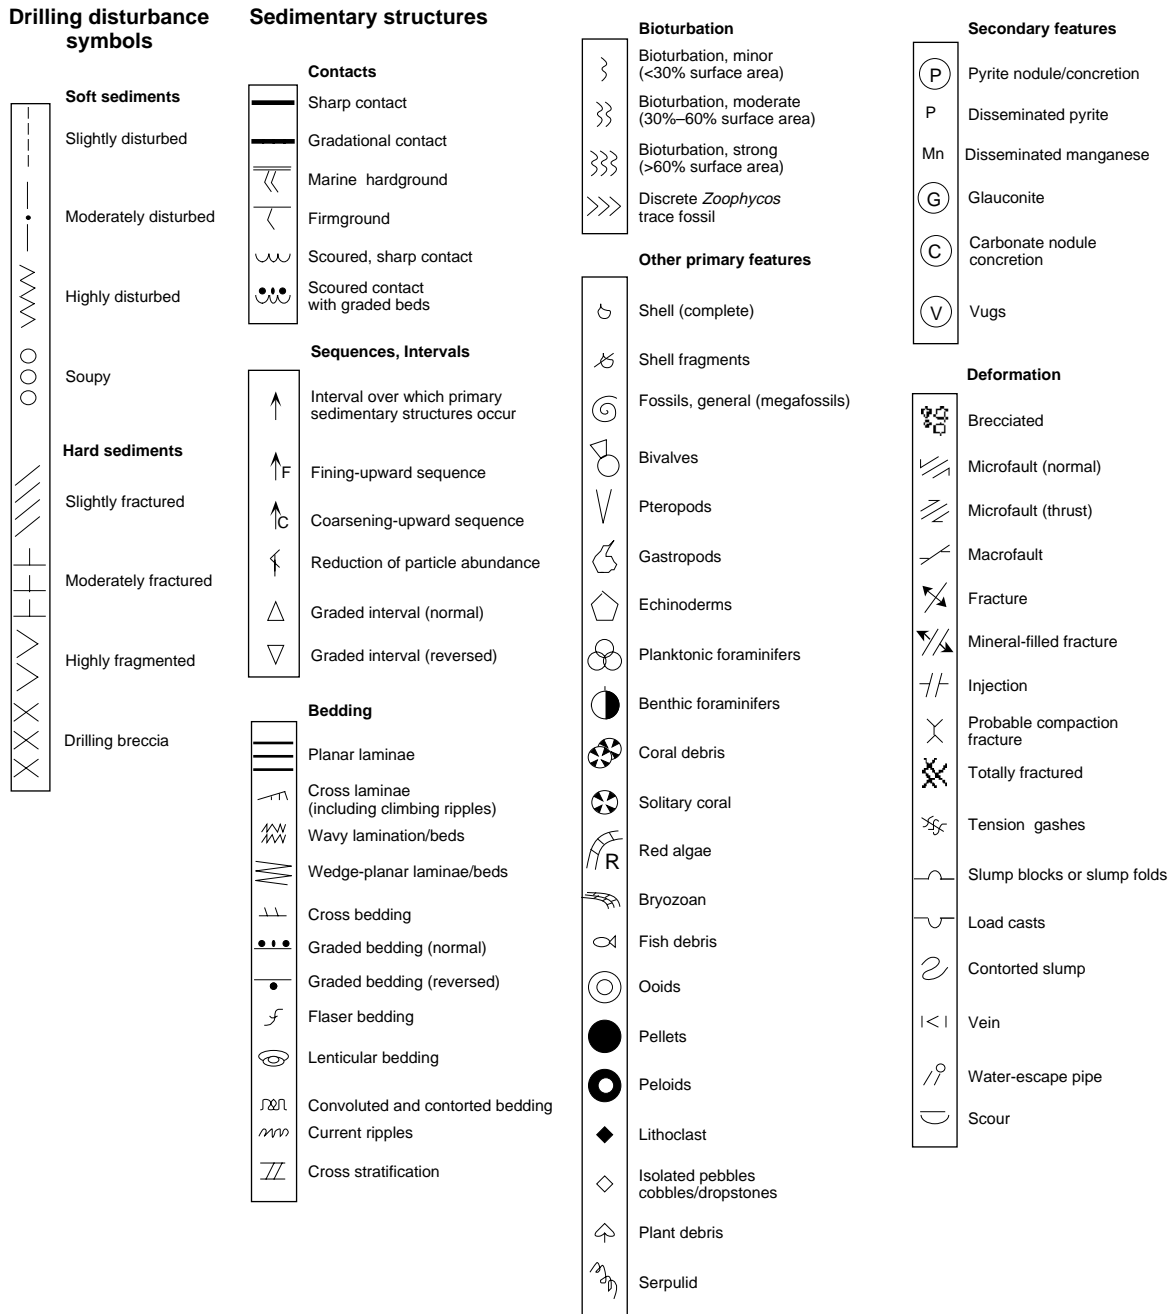 Drilling disturbance
symbols
Soft sediments
Slightly disturbed
Moderately disturbed
Highly disturbed
Soupy
Hard sediments
Slightly fractured
Moderately fractured
Highly fragmented
Drilling breccia
Sedimentary structures
Contacts
Sharp contact
Gradational contact
Marine hardground
Firmground
Scoured, sharp contact
Scoured contact
with graded beds
Sequences, Intervals
Interval over which primary
sedimentary structures occur
F Fining-upward sequence
C Coarsening-upward sequence
Reduction of particle abundance
Graded interval (normal)
Graded interval (reversed)
Bedding
Planar laminae
Cross laminae
(including climbing ripples)
Wavy lamination/beds
Wedge-planar laminae/beds
Cross bedding
Graded bedding (normal)
Graded bedding (reversed)
Flaser bedding
Lenticular bedding
Convoluted and contorted bedding
Current ripples
Cross stratification
Bioturbation
Bioturbation, minor
(<30% surface area)
Bioturbation, moderate
(30%–60% surface area)
Bioturbation, strong
(>60% surface area)
Discrete Zoophycos
trace fossil
Other primary features
Shell (complete)
Shell fragments
Fossils, general (megafossils)
Bivalves
Pteropods
Gastropods
Echinoderms
Planktonic foraminifers
Benthic foraminifers
Coral debris
Solitary coral
R Red algae
Bryozoan
Fish debris
Ooids
Pellets
Peloids
Lithoclast
Isolated pebbles
cobbles/dropstones
Plant debris
Serpulid
Secondary features
P Pyrite nodule/concretion
P Disseminated pyrite
Mn Disseminated manganese
G Glauconite
C Carbonate nodule
concretion
V Vugs
Deformation
Brecciated
Microfault (normal)
Microfault (thrust)
Macrofault
Fracture
Mineral-filled fracture
Injection
Probable compaction
fracture
Totally fractured
Tension gashes
Slump blocks or slump folds
Load casts
Contorted slump
Vein
Water-escape pipe
Scour